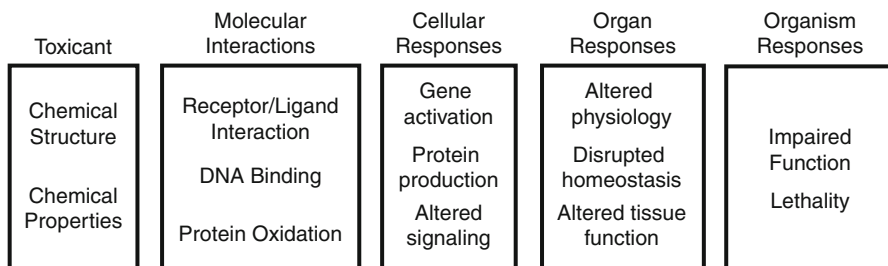 Toxicant
Chemical
Structure
Chemical
Properties
Molecular
Interactions
Receptor/Ligand
Interaction
DNA Binding
Protein Oxidation
Cellular
Responses
Gene
activation
Protein
production
Altered
signaling
Organ
Responses
Altered
physiology
Disrupted
homeostasis
Altered tissue
function
Organism
Responses
Impaired
Function
Lethality